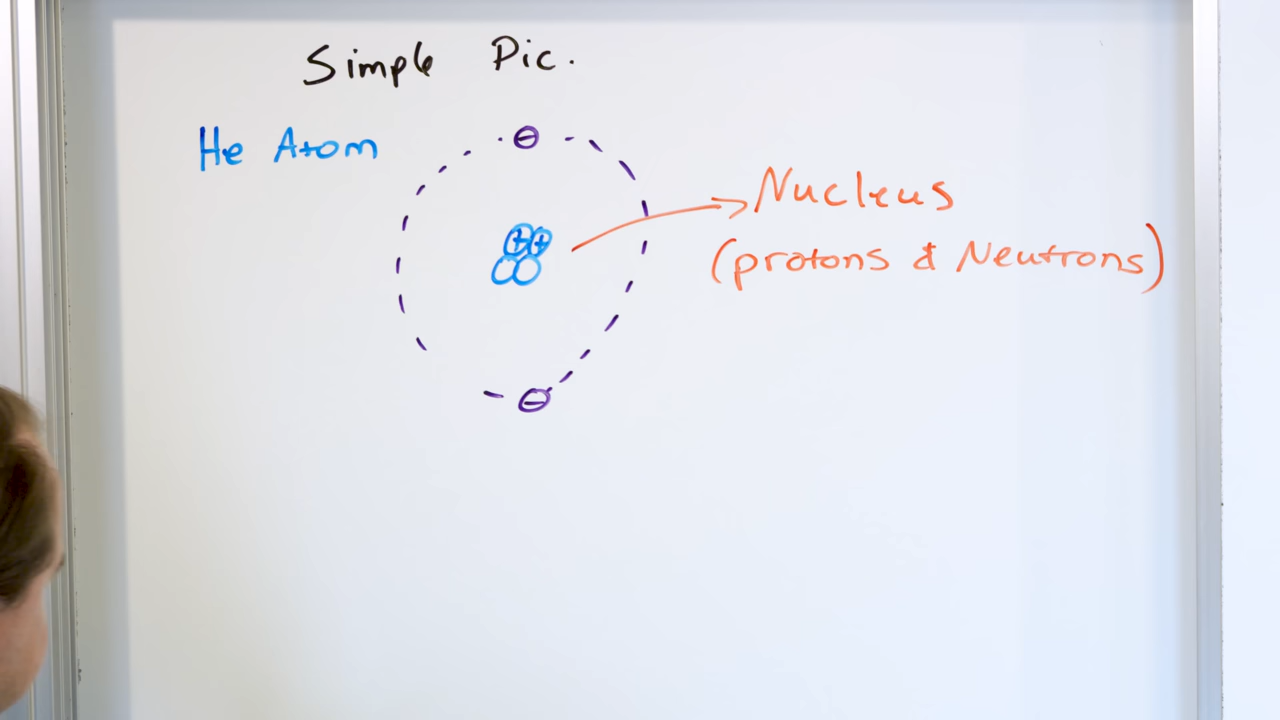 Simple Pic.
He Atom
Nucleus
(protons & Neutrons)
⊖
+ +
⊖